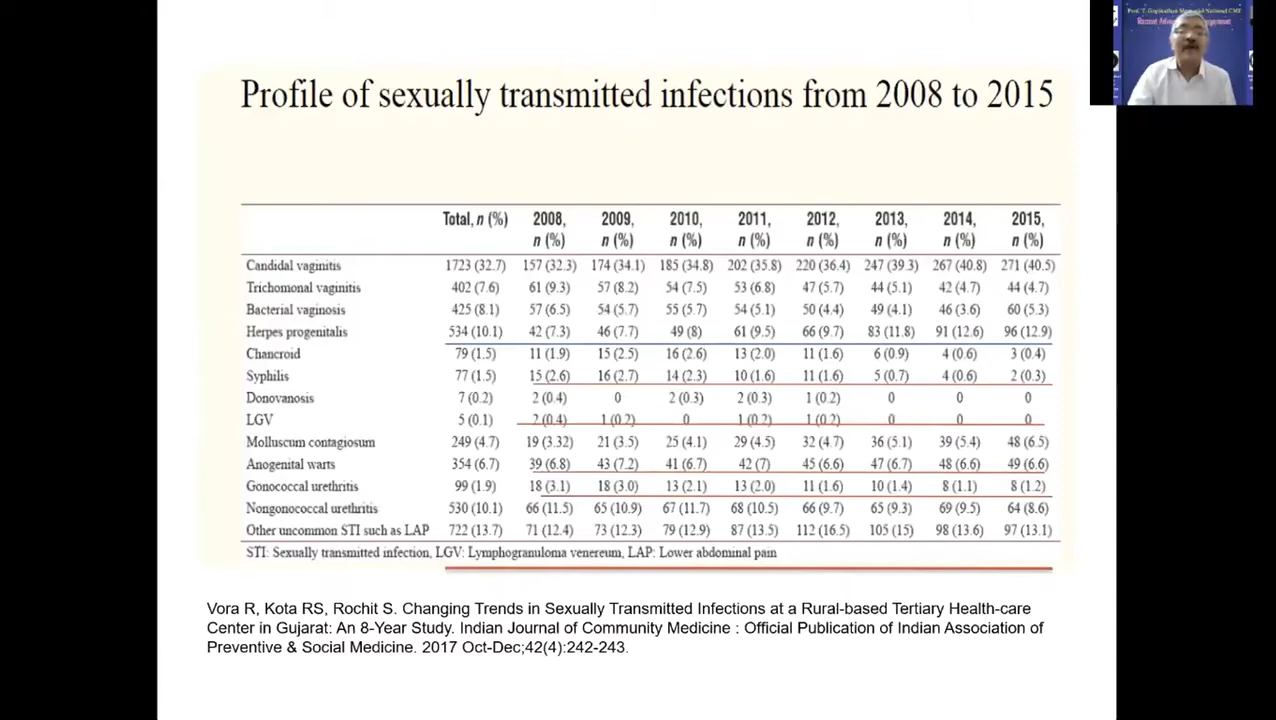 Prof. T. Gopinathan Memorial National CME
Profile of sexually transmitted infections from 2008 to 2015
Total, n (%) 2008, n (%) 2009, n (%) 2010, n (%) 2011, n (%) 2012, n (%) 2013, n (%) 2014, n (%) 2015, n (%)
Candidal vaginitis 1723 (32.7) 157 (32.3) 174 (34.1) 185 (34.8) 202 (35.8) 220 (36.4) 247 (39.3) 267 (40.8) 271 (40.5)
Trichomonal vaginitis 402 (7.6) 61 (9.3) 57 (8.2) 54 (7.5) 53 (6.8) 47 (5.7) 44 (5.1) 42 (4.7) 44 (4.7)
Bacterial vaginosis 425 (8.1) 57 (6.5) 54 (5.7) 55 (5.7) 54 (5.1) 50 (4.4) 49 (4.1) 46 (3.6) 60 (5.3)
Herpes progenitalis 534 (10.1) 42 (7.3) 46 (7.7) 49 (8) 61 (9.5) 66 (9.7) 83 (11.8) 91 (12.6) 96 (12.9)
Chancroid 79 (1.5) 11 (1.9) 15 (2.5) 16 (2.6) 13 (2.0) 11 (1.6) 6 (0.9) 4 (0.6) 3 (0.4)
Syphilis 77 (1.5) 15 (2.6) 16 (2.7) 14 (2.3) 10 (1.6) 11 (1.6) 5 (0.7) 4 (0.6) 2 (0.3)
Donovanosis 7 (0.2) 2 (0.4) 0 2 (0.3) 2 (0.3) 1 (0.2) 0 0 0
LGV 5 (0.1) 2 (0.4) 1 (0.2) 0 1 (0.2) 1 (0.2) 0 0 0
Molluscum contagiosum 249 (4.7) 19 (3.32) 21 (3.5) 25 (4.1) 29 (4.5) 32 (4.7) 36 (5.1) 39 (5.4) 48 (6.5)
Anogenital warts 354 (6.7) 39 (6.8) 43 (7.2) 41 (6.7) 42 (7) 45 (6.6) 47 (6.7) 48 (6.6) 49 (6.6)
Gonococcal urethritis 99 (1.9) 18 (3.1) 18 (3.0) 13 (2.1) 13 (2.0) 11 (1.6) 10 (1.4) 8 (1.1) 8 (1.2)
Nongonococcal urethritis 530 (10.1) 66 (11.5) 65 (10.9) 67 (11.7) 68 (10.5) 66 (9.7) 65 (9.3) 69 (9.5) 64 (8.6)
Other uncommon STI such as LAP 722 (13.7) 71 (12.4) 73 (12.3) 79 (12.9) 87 (13.5) 112 (16.5) 105 (15) 98 (13.6) 97 (13.1)
STI: Sexually transmitted infection, LGV: Lymphogranuloma venereum, LAP: Lower abdominal pain
Vora R, Kota RS, Rochit S. Changing Trends in Sexually Transmitted Infections at a Rural-based Tertiary Health-care
Center in Gujarat: An 8-Year Study. Indian Journal of Community Medicine : Official Publication of Indian Association of
Preventive & Social Medicine. 2017 Oct-Dec;42(4):242-243.